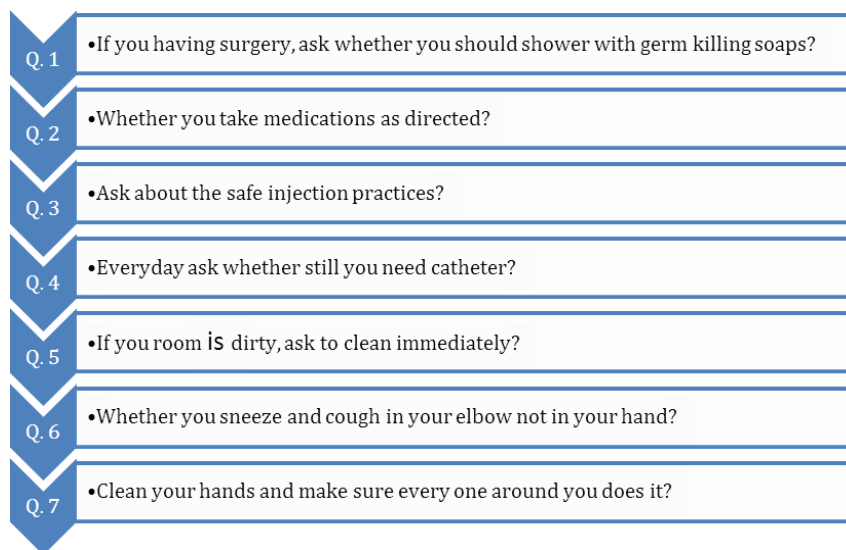 Q. 1
•If you having surgery, ask whether you should shower with germ killing soaps?
Q. 2
•Whether you take medications as directed?
Q. 3
•Ask about the safe injection practices?
Q. 4
•Everyday ask whether still you need catheter?
Q. 5
•If you room is dirty, ask to clean immediately?
Q. 6
•Whether you sneeze and cough in your elbow not in your hand?
Q. 7
•Clean your hands and make sure every one around you does it?